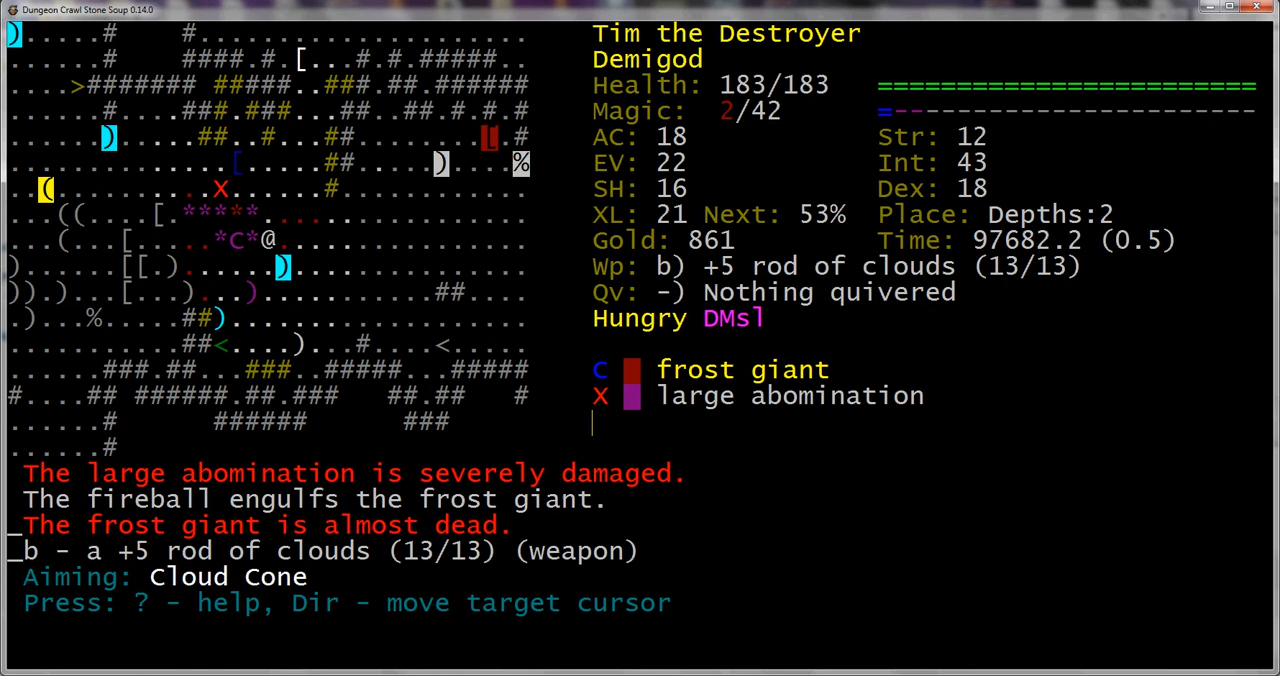 Dungeon Crawl Stone Soup 0.14.0
Tim the Destroyer
Demigod
Health: 183/183
Magic: 2/42
AC: 18 Str: 12
EV: 22 Int: 43
SH: 16 Dex: 18
XL: 21 Next: 53% Place: Depths:2
Gold: 861 Time: 97682.2 (0.5)
Wp: b) +5 rod of clouds (13/13)
Qv: -) Nothing quivered
Hungry DMsl
C frost giant
X large abomination
The large abomination is severely damaged.
The fireball engulfs the frost giant.
_The frost giant is almost dead.
_b - a +5 rod of clouds (13/13) (weapon)
Aiming: Cloud Cone
Press: ? - help, Dir - move target cursor